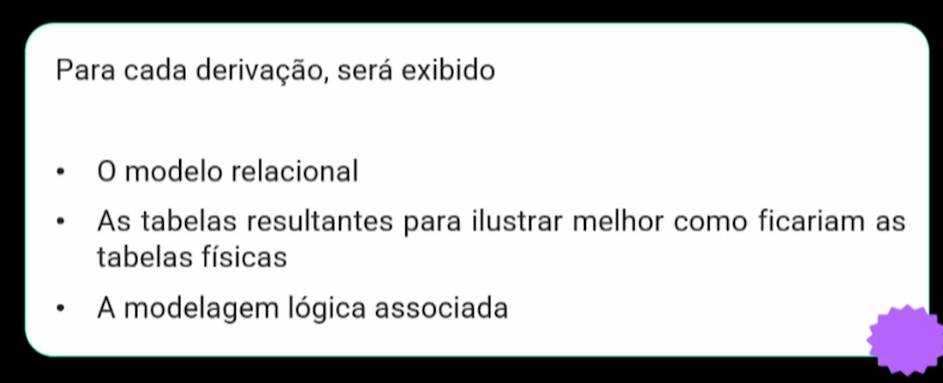 Para cada derivação, será exibido
• O modelo relacional
• As tabelas resultantes para ilustrar melhor como ficariam as
tabelas físicas
• A modelagem lógica associada